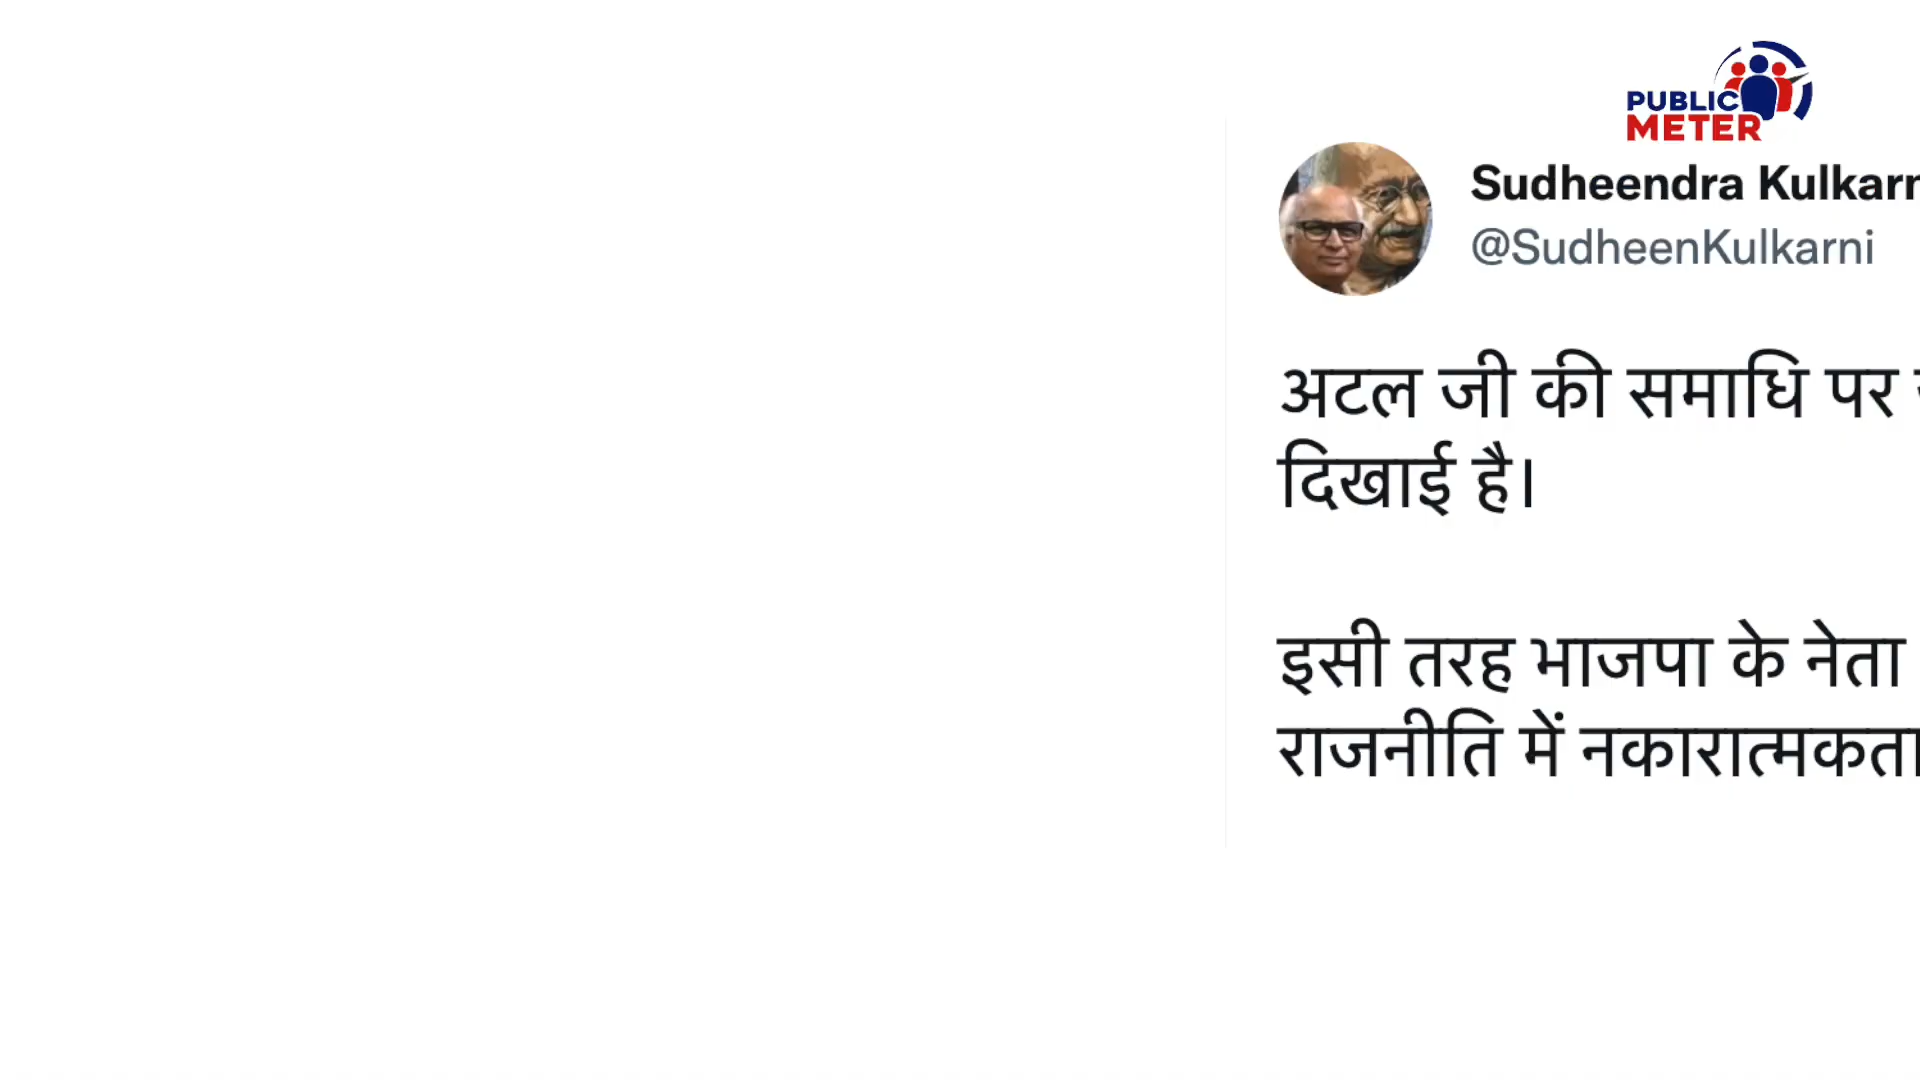 PUBLIC
METER
Sudheendra Kulkarn
@SudheenKulkarni
अटल जी की समाधि पर
दिखाई है।
इसी तरह भाजपा के नेता
राजनीति में नकारात्मकता